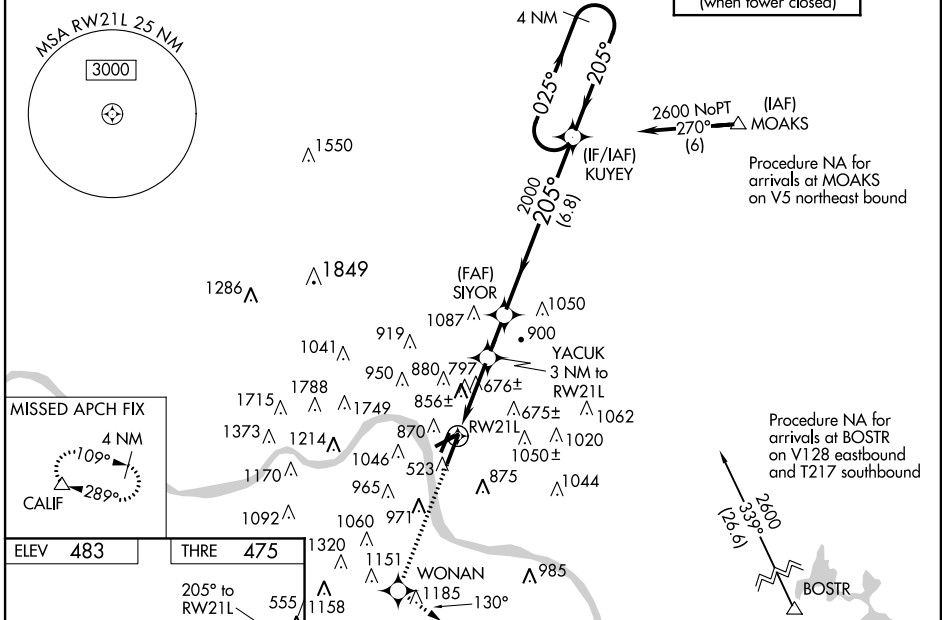 (when tower closed)
MSA RW21L 25 NM
3000
4 NM
025°
205°
2600 NoPT
270°
(6)
(IAF)
MOAKS
(IF/IAF)
KUYEY
Procedure NA for
arrivals at MOAKS
on V5 northeast bound
1550
2000
205°
(6.8)
1849
1286
(FAF)
SIYOR
1087
1050
900
919
1041
YACUK
3 NM to
RW21L
950
880
797
676±
856±
1788
1715
1749
675±
1062
MISSED APCH FIX
4 NM
109°
289°
CALIF
1373
1214
870
RW21L
1020
1050±
1046
523
1170
965
875
1044
971
1092
1060
Procedure NA for
arrivals at BOSTR
on V128 eastbound
and T217 southbound
2600
339°
(26.6)
BOSTR
ELEV 483
THRE 475
1320
1151
WONAN
985
1185
130°
205° to
RW21L
555
1158